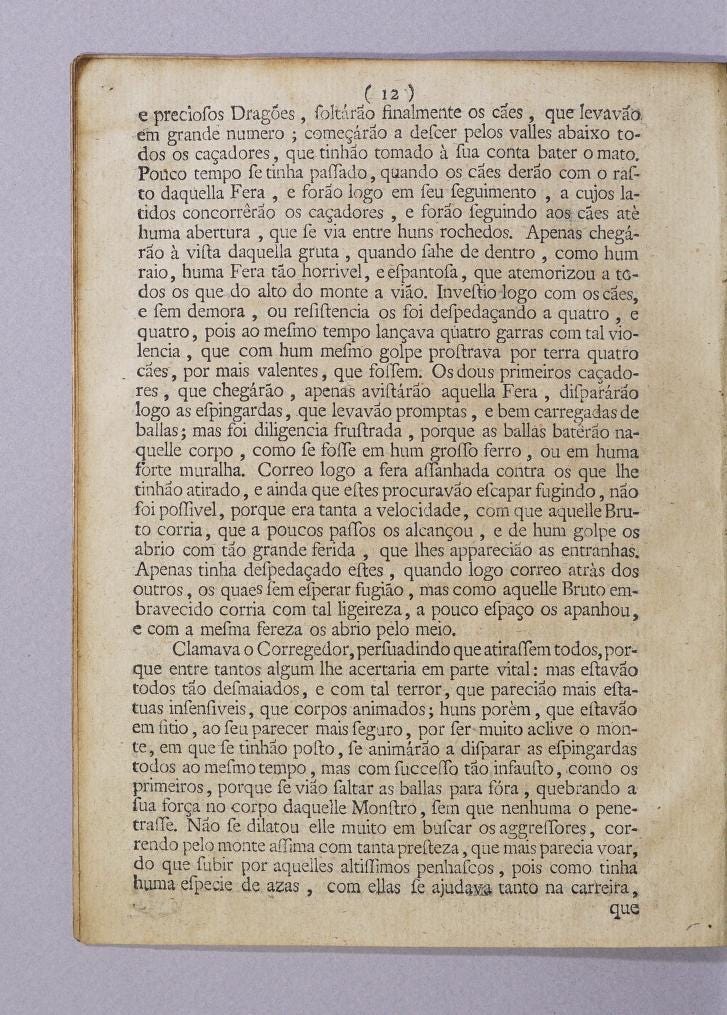 ( 12 )
e precioſos Dragões , ſoltárão finalmente os cães , que levavão
em grande numero ; começárão a deſcer pelos valles abaixo to-
dos os caçadores, que tinhão tomado à ſua conta bater o mato.
Pouco tempo ſe tinha paſſado, quando os cães derão com o raſ-
to daquella Fera , e forão logo em ſeu ſeguimento , a cujos la-
tidos concorrêrão os caçadores , e forão ſeguindo aos cães atè
huma abertura , que ſe via entre huns rochedos. Apenas chegá-
rão à viſta daquella gruta , quando ſahe de dentro , como hum
raio, huma Fera tão horrivel, e eſpantoſa, que atemorizou a to-
dos os que do alto do monte a vião. Inveſtio logo com os cães,
e ſem demora , ou reſiſtencia os foi deſpedaçando a quatro , e
quatro, pois ao meſmo tempo lançava quatro garras com tal vio-
lencia , que com hum meſmo golpe proſtrava por terra quatro
cães, por mais valentes, que foſſem. Os dous primeiros caçado-
res , que chegárão , apenas aviſtárão aquella Fera , diſparárão
logo as eſpingardas, que levavão promptas, e bem carregadas de
ballas; mas foi diligencia fruſtrada , porque as ballas batêrão na-
quelle corpo , como ſe foſſe em hum groſſo ferro , ou em huma
forte muralha. Correo logo a fera aſſanhada contra os que lhe
tinhão atirado, e ainda que eſtes procuravão eſcapar fugindo, não
foi poſſivel, porque era tanta a velocidade, com que aquelle Bru-
to corria, que a poucos paſſos os alcançou , e de hum golpe os
abrio com tão grande ferida , que lhes apparecião as entranhas.
Apenas tinha deſpedaçado eſtes , quando logo correo atràs dos
outros, os quaes ſem eſperar fugião , mas como aquelle Bruto em-
bravecido corria com tal ligeireza, a pouco eſpaço os apanhou,
e com a meſma fereza os abrio pelo meio.
Clamava o Corregedor, perſuadindo que atiraſſem todos, por-
que entre tantos algum lhe acertaria em parte vital: mas eſtavão
todos tão deſmaiados, e com tal terror, que parecião mais eſta-
tuas inſenſiveis, que corpos animados; huns porèm , que eſtavão
em ſitio, ao ſeu parecer mais ſeguro, por ſer muito aclive o mon-
te, em que ſe tinhão poſto, ſe animárão a diſparar as eſpingardas
todos ao meſmo tempo, mas com ſucceſſo tão infauſto, como os
primeiros, porque ſe vião ſaltar as ballas para fóra , quebrando a
ſua força no corpo daquelle Monſtro, ſem que nenhuma o pene-
traſſe. Não ſe dilatou elle muito em buſcar os aggreſſores, cor-
rendo pelo monte aſſima com tanta preſteza, que mais parecia voar,
do que ſubir por aquelles altiſſimos penhaſcos, pois como tinha
huma eſpecie de azas , com ellas ſe ajudava tanto na carreira,
que